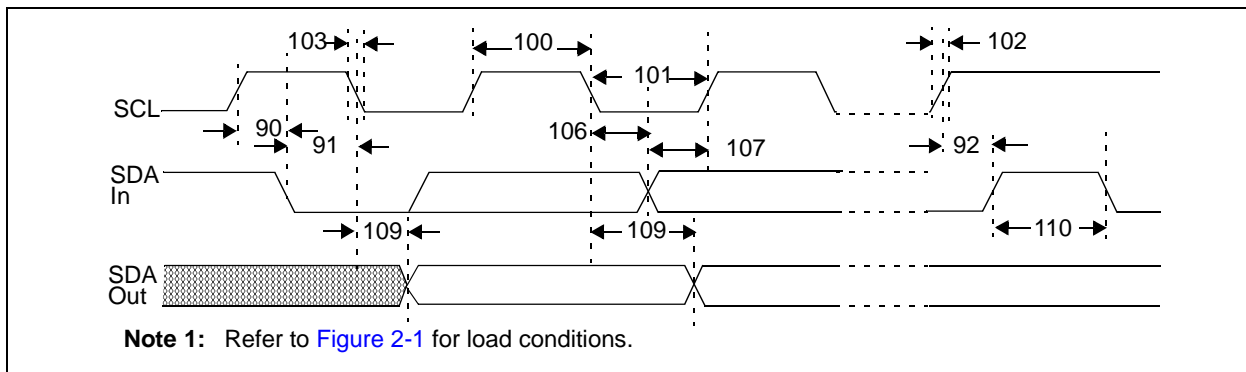 103
100
101
102
SCL
90
91
106
107
92
SDA
In
109
109
110
SDA
Out
Note 1: Refer to Figure 2-1 for load conditions.